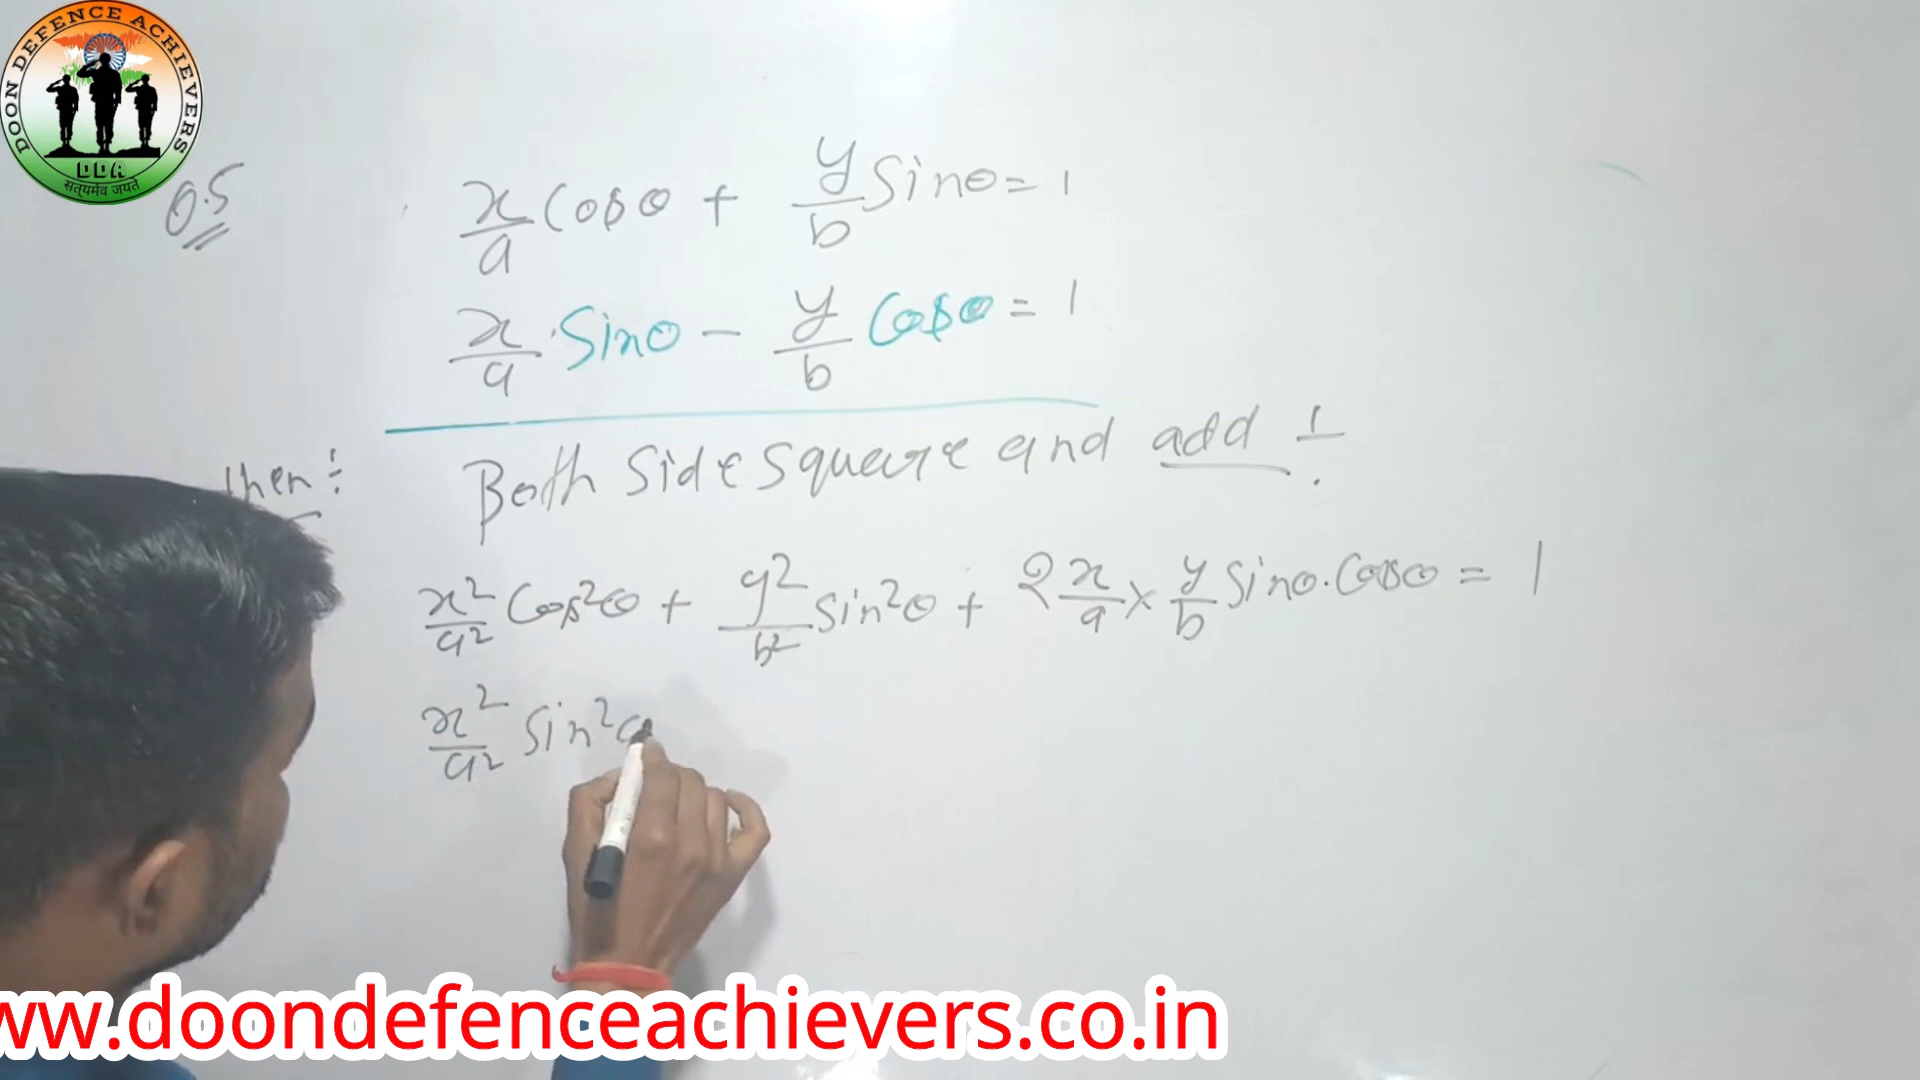 DOON DEFENCE ACHIEVERS
DDA
सत्यमेव जयते
Q.5
x/a Cosθ + y/b Sinθ = 1
x/a · Sinθ − y/b Cosθ = 1
then ÷ Both Side Square and add
x²/a² Cos²θ + y²/b² Sin²θ + 2 x/a × y/b Sinθ. Cosθ = 1
x²/a² Sin²θ
ww.doondefenceachievers.co.in